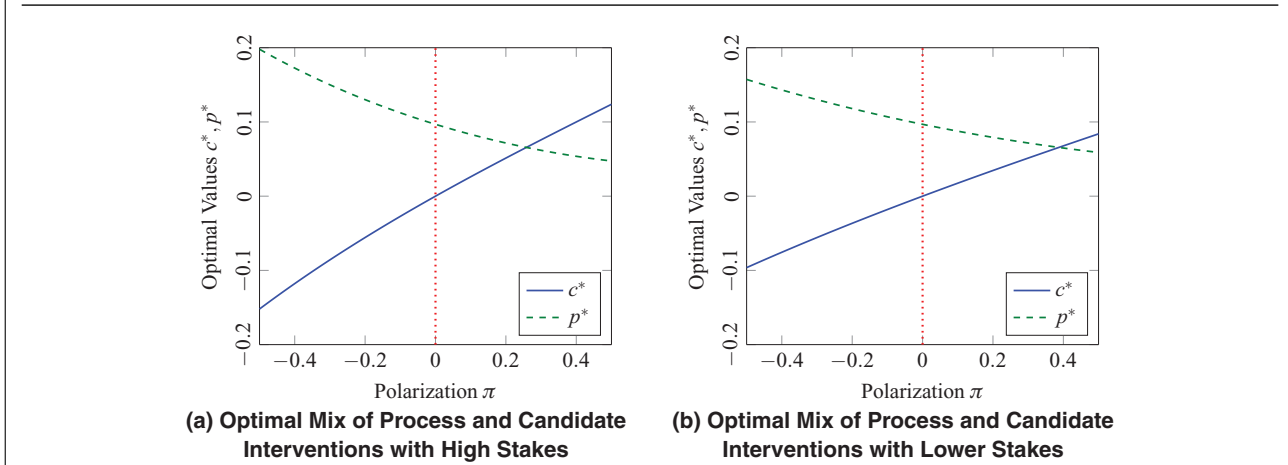 0.2
0.1
0
−0.1
−0.2
Optimal Values c*, p*
c*
p*
−0.4 −0.2 0 0.2 0.4
Polarization π
(a) Optimal Mix of Process and Candidate
Interventions with High Stakes
0.2
0.1
0
−0.1
−0.2
Optimal Values c*, p*
c*
p*
−0.4 −0.2 0 0.2 0.4
Polarization π
(b) Optimal Mix of Process and Candidate
Interventions with Lower Stakes